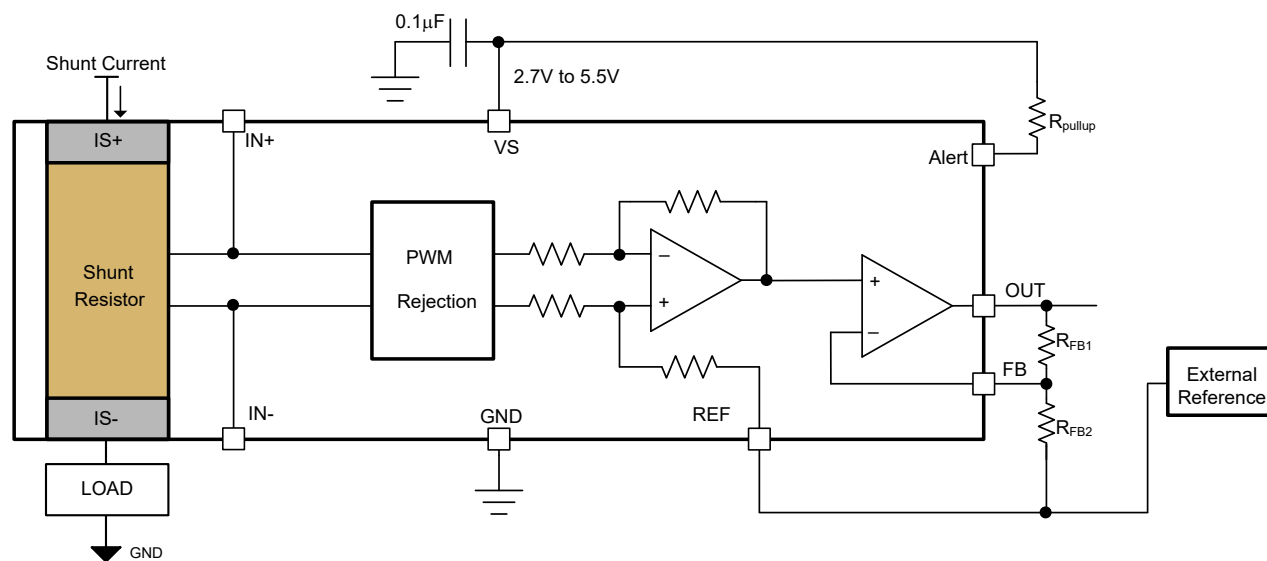 0.1μF
Shunt Current
2.7V to 5.5V
Rpullup
IS+
IN+
VS
Alert
PWM
Rejection
Shunt
Resistor
−
+
+
−
OUT
RFB1
FB
External
Reference
IS-
IN-
GND
REF
RFB2
LOAD
GND